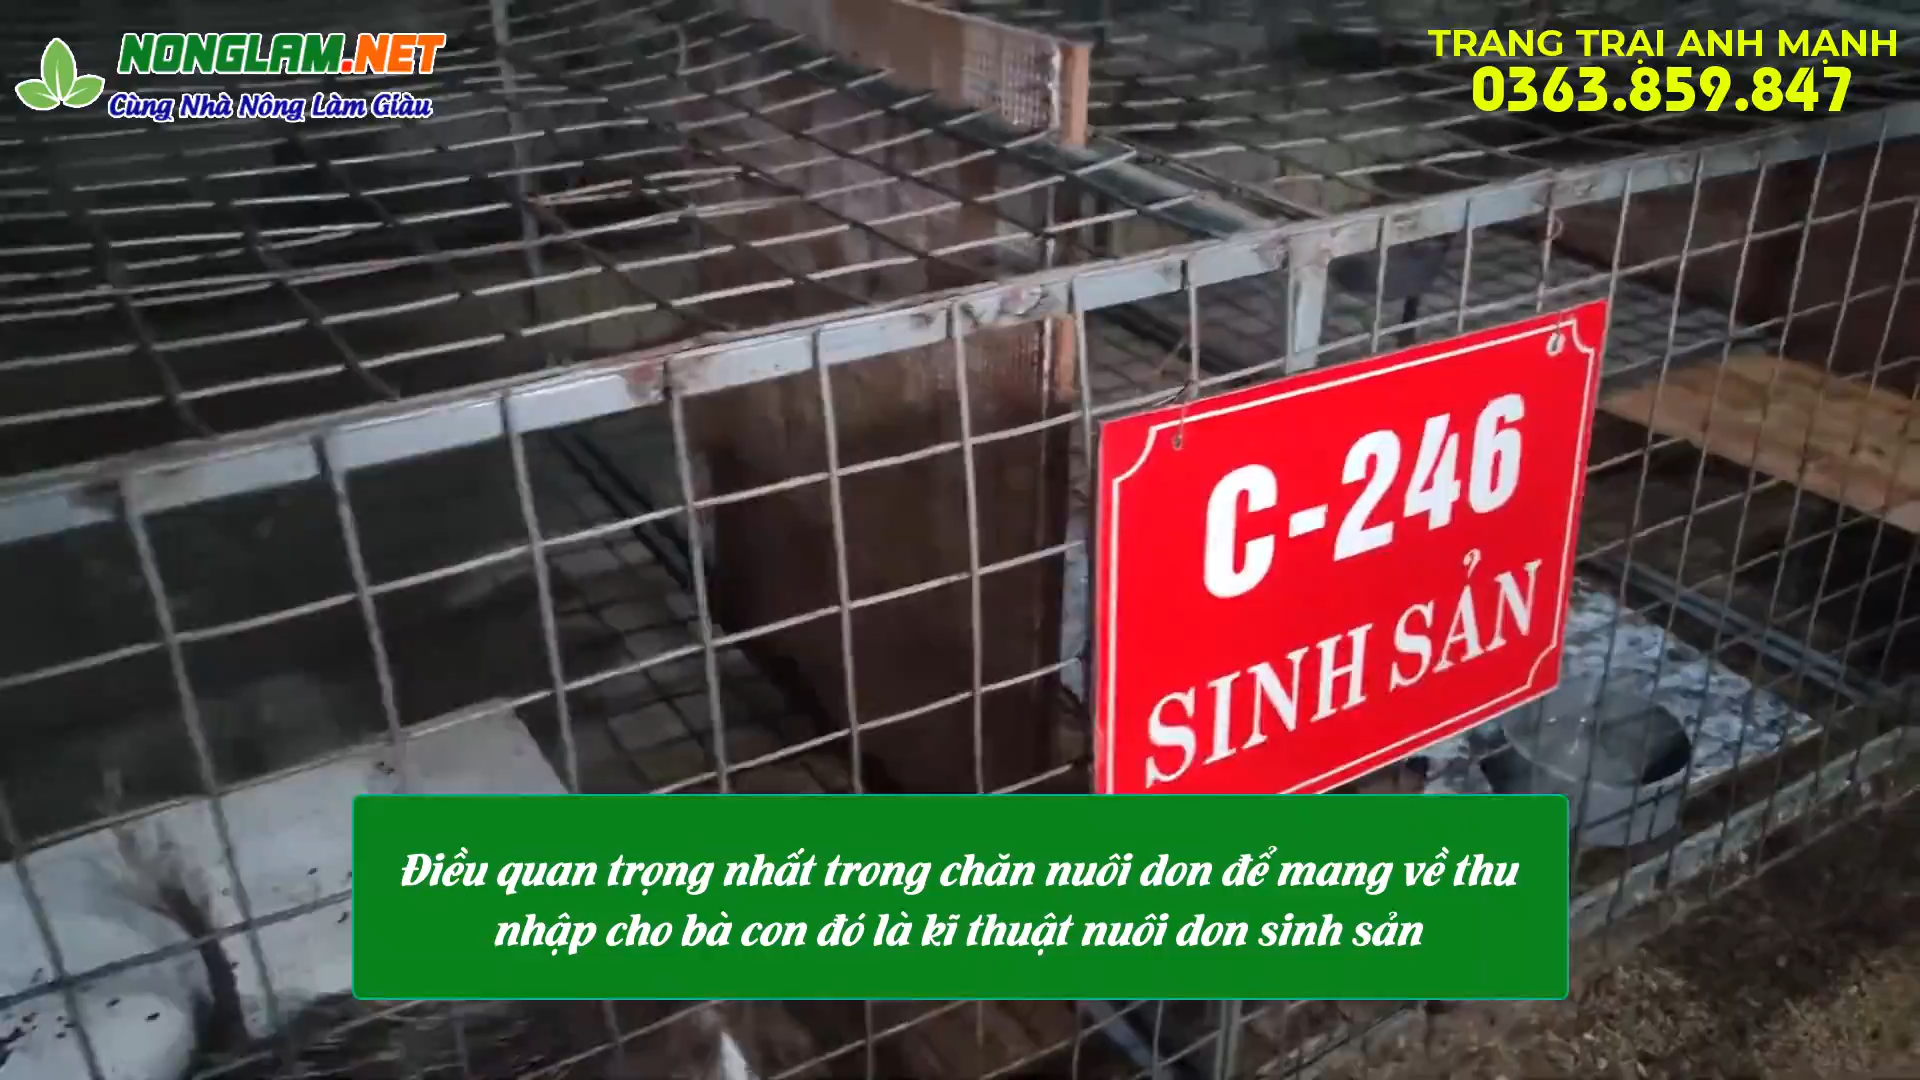 NONGLAM.NET
Cùng Nhà Nông Làm Giàu
TRANG TRẠI ANH MẠNH
0363.859.847
C-246
SINH SẢN
Điều quan trọng nhất trong chăn nuôi don để mang về thu
nhập cho bà con đó là kĩ thuật nuôi don sinh sản